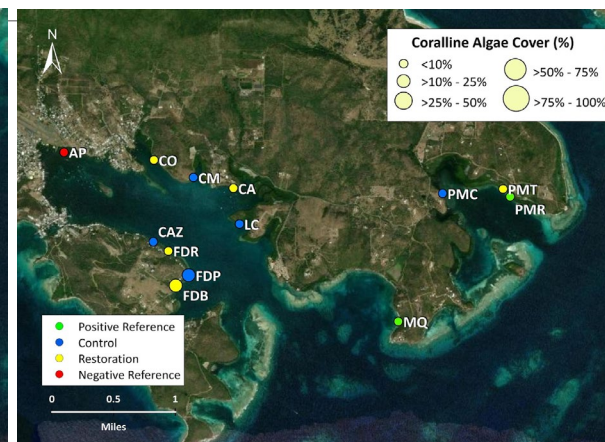 N
Coralline Algae Cover (%)
<10%
>10% - 25%
>25% - 50%
>50% - 75%
>75% - 100%
AP
CO
CM
CA
PMC
PMT
PMR
LC
CAZ
FDR
FDP
FDB
MQ
Positive Reference
Control
Restoration
Negative Reference
0 0.5 1
Miles